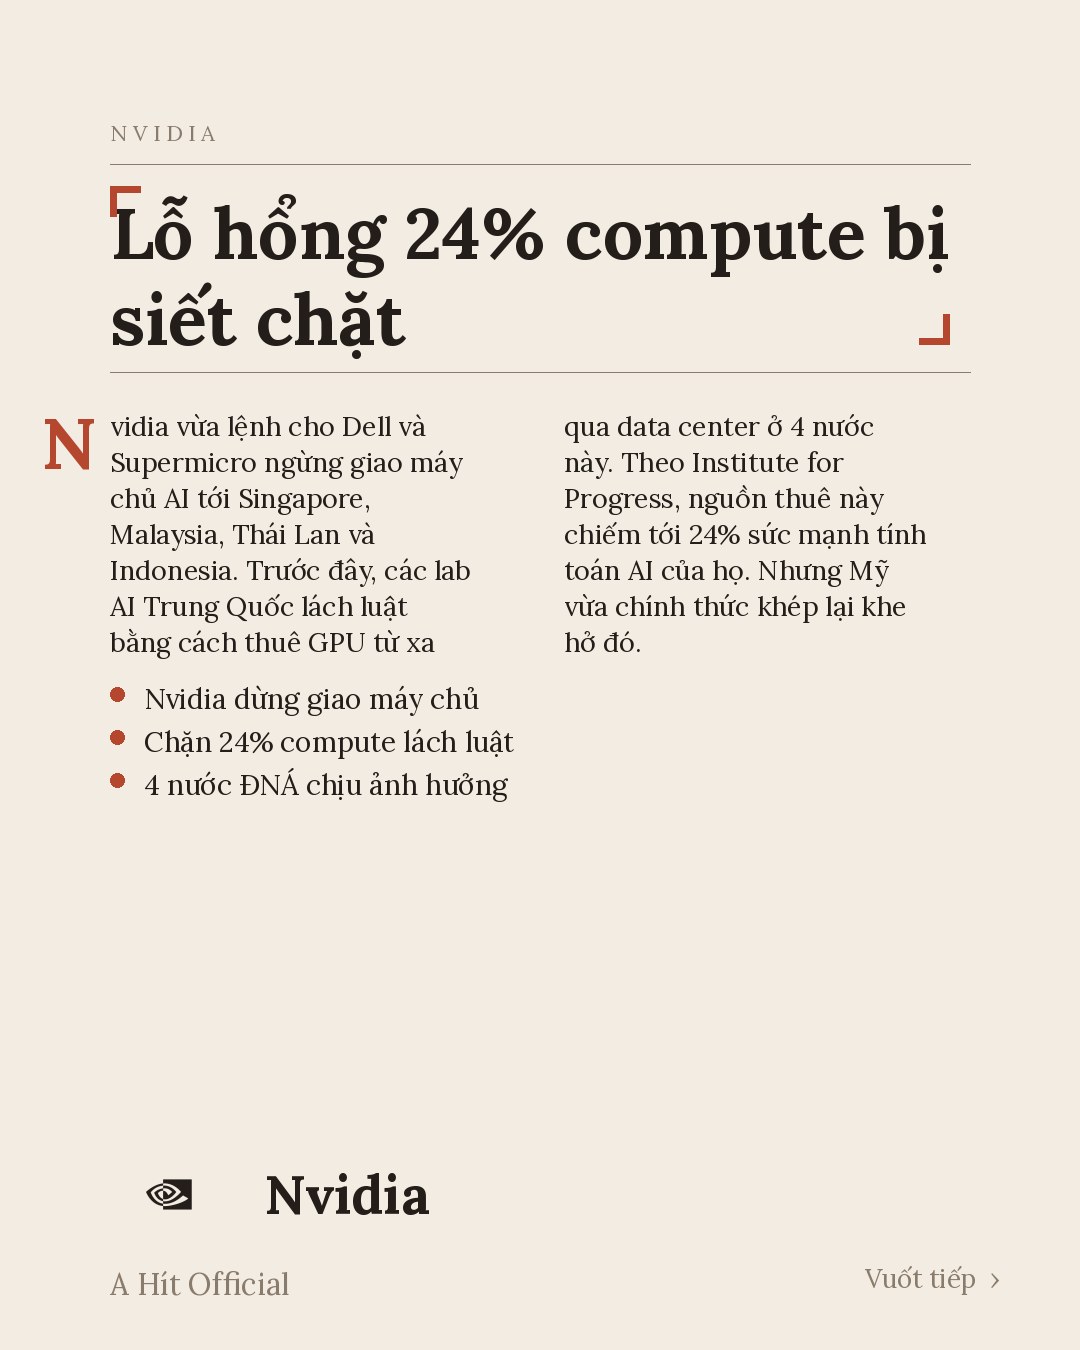 NVIDIA
Lỗ hổng 24% compute bị
siết chặt
Nvidia vừa lệnh cho Dell và
Supermicro ngừng giao máy
chủ AI tới Singapore,
Malaysia, Thái Lan và
Indonesia. Trước đây, các lab
AI Trung Quốc lách luật
bằng cách thuê GPU từ xa
qua data center ở 4 nước
này. Theo Institute for
Progress, nguồn thuê này
chiếm tới 24% sức mạnh tính
toán AI của họ. Nhưng Mỹ
vừa chính thức khép lại khe
hở đó.
Nvidia dừng giao máy chủ
Chặn 24% compute lách luật
4 nước ĐNÁ chịu ảnh hưởng
Nvidia
A Hít Official
Vuốt tiếp ›